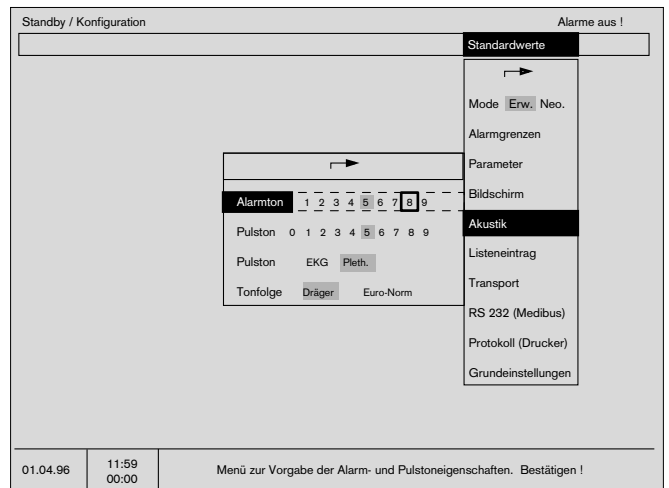 Standby / Konfiguration
Alarme aus !
Standardwerte
Mode Erw. Neo.
Alarmgrenzen
Parameter
Bildschirm
Akustik
Listeneintrag
Transport
RS 232 (Medibus)
Protokoll (Drucker)
Grundeinstellungen
Alarmton 1 2 3 4 5 6 7 8 9
Pulston 0 1 2 3 4 5 6 7 8 9
Pulston EKG Pleth.
Tonfolge Dräger Euro-Norm
01.04.96
11:59
00:00
Menü zur Vorgabe der Alarm- und Pulstoneigenschaften. Bestätigen !